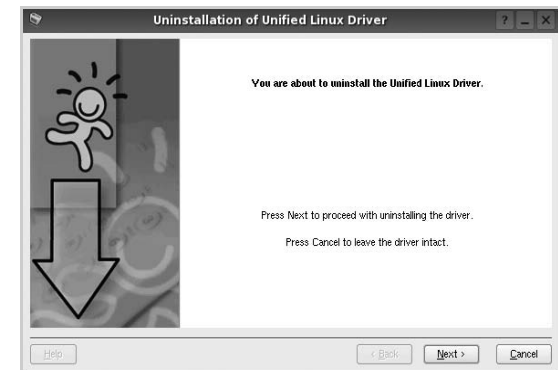 Uninstallation of Unified Linux Driver
You are about to uninstall the Unified Linux Driver.
Press Next to proceed with uninstalling the driver.
Press Cancel to leave the driver intact.
Help
< Back
Next >
Cancel